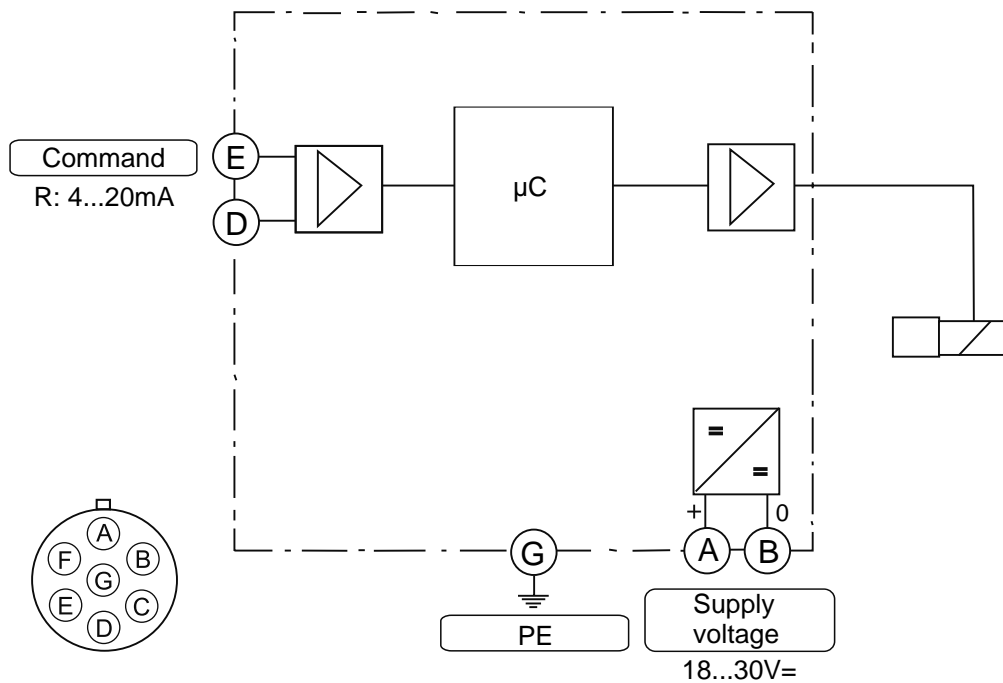 Command
R: 4...20mA
E
D
µC
=
=
+
0
A
B
G
PE
Supply
voltage
18...30V=
A
F
B
G
E
C
D